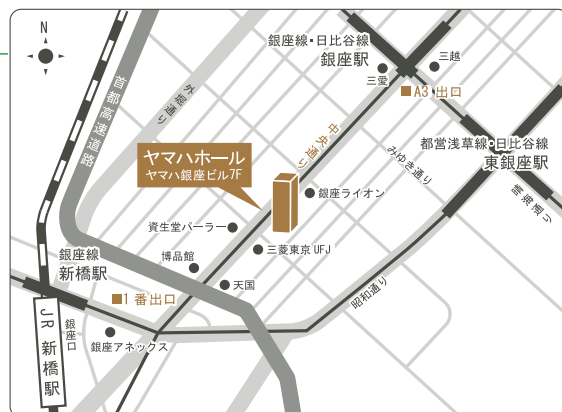 N
銀座線・日比谷線
銀座駅
三越
三愛
A3 出口
首都高速道路
外堀通り
中央通り
都営浅草線・日比谷線
東銀座駅
みゆき通り
晴海通り
ヤマハホール
ヤマハ銀座ビル7F
銀座ライオン
資生堂パーラー
三菱東京 UFJ
博品館
天国
銀座線
新橋駅
1 番出口
昭和通り
JR 新橋駅
銀座口
銀座アネックス